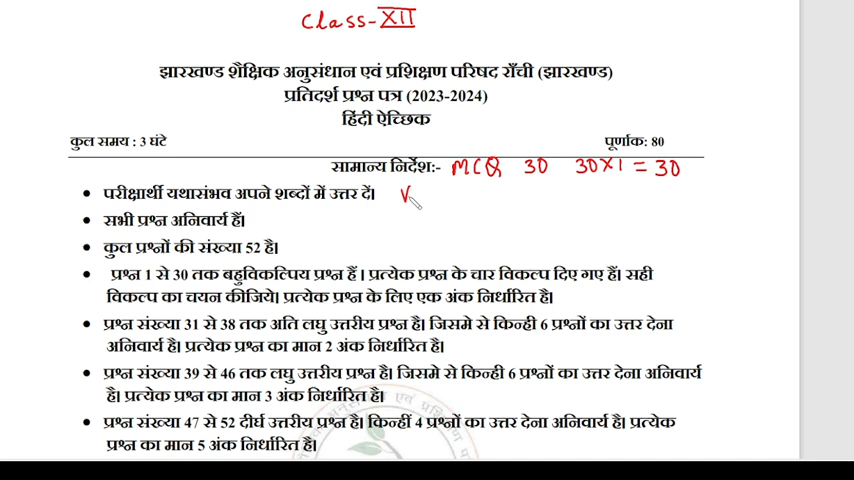 Class-XII
झारखण्ड शैक्षिक अनुसंधान एवं प्रशिक्षण परिषद राँची (झारखण्ड)
प्रतिदर्श प्रश्न पत्र (2023-2024)
हिंदी ऐच्छिक
कुल समय : 3 घंटे पूर्णाक: 80
सामान्य निर्देश:- MCQ 30 30X1 = 30
• परीक्षार्थी यथासंभव अपने शब्दों में उत्तर दें। V
• सभी प्रश्न अनिवार्य हैं।
• कुल प्रश्नों की संख्या 52 है।
• प्रश्न 1 से 30 तक बहुविकल्पिय प्रश्न हैं । प्रत्येक प्रश्न के चार विकल्प दिए गए हैं। सही
विकल्प का चयन कीजिये। प्रत्येक प्रश्न के लिए एक अंक निर्धारित है।
• प्रश्न संख्या 31 से 38 तक अति लघु उत्तरीय प्रश्न है। जिसमे से किन्ही 6 प्रश्नों का उत्तर देना
अनिवार्य है। प्रत्येक प्रश्न का मान 2 अंक निर्धारित है।
• प्रश्न संख्या 39 से 46 तक लघु उत्तरीय प्रश्न है। जिसमे से किन्ही 6 प्रश्नों का उत्तर देना अनिवार्य
है। प्रत्येक प्रश्न का मान 3 अंक निर्धारित है।
• प्रश्न संख्या 47 से 52 दीर्घ उत्तरीय प्रश्न है। किन्हीं 4 प्रश्नों का उत्तर देना अनिवार्य है। प्रत्येक
प्रश्न का मान 5 अंक निर्धारित है।